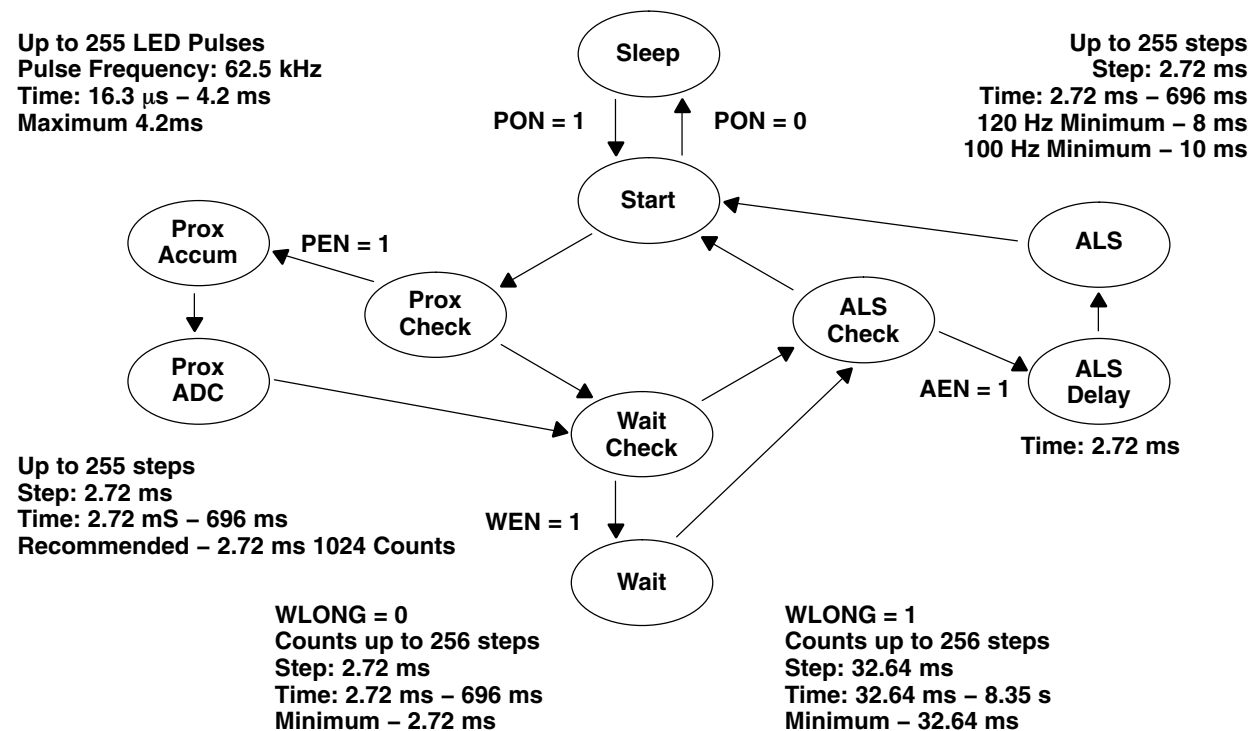 Up to 255 LED Pulses
Pulse Frequency: 62.5 kHz
Time: 16.3 μs – 4.2 ms
Maximum 4.2ms
Sleep
Up to 255 steps
Step: 2.72 ms
Time: 2.72 ms – 696 ms
120 Hz Minimum – 8 ms
100 Hz Minimum – 10 ms
PON = 1
PON = 0
Start
Prox
Accum
PEN = 1
Prox
Check
ALS
Check
ALS
Prox
ADC
AEN = 1
ALS
Delay
Time: 2.72 ms
Wait
Check
Up to 255 steps
Step: 2.72 ms
Time: 2.72 mS – 696 ms
Recommended – 2.72 ms 1024 Counts
WEN = 1
Wait
WLONG = 0
Counts up to 256 steps
Step: 2.72 ms
Time: 2.72 ms – 696 ms
Minimum – 2.72 ms
WLONG = 1
Counts up to 256 steps
Step: 32.64 ms
Time: 32.64 ms – 8.35 s
Minimum – 32.64 ms